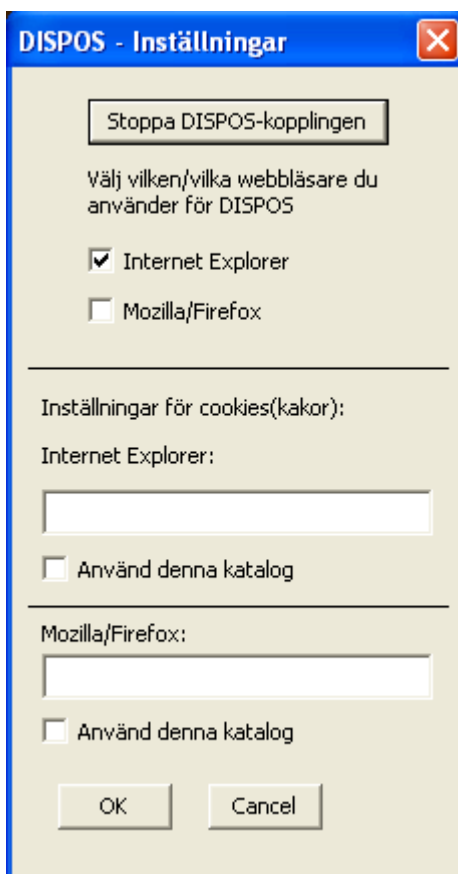 DISPOS - Inställningar
Stoppa DISPOS-kopplingen
Välj vilken/vilka webbläsare du
använder för DISPOS
Internet Explorer
Mozilla/Firefox
Inställningar för cookies(kakor):
Internet Explorer:
Använd denna katalog
Mozilla/Firefox:
Använd denna katalog
OK
Cancel